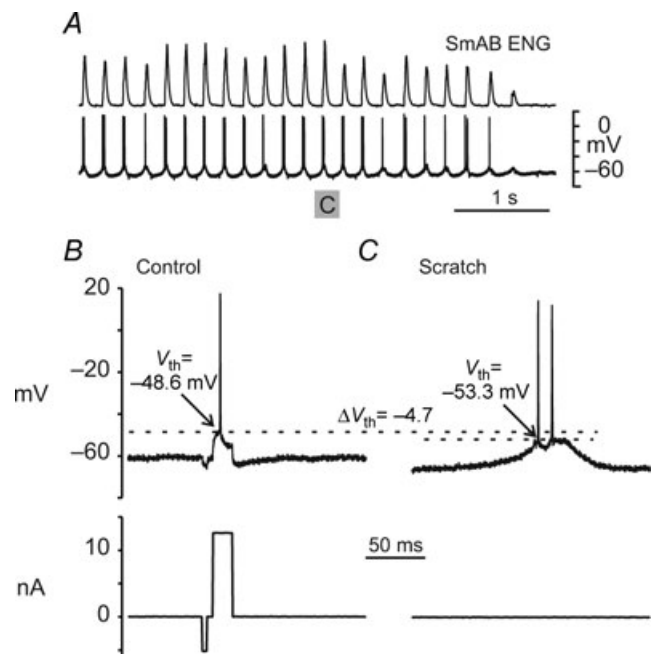 A
SmAB ENG
0
mV
–60
C
1 s
B
Control
C
Scratch
20
–20
mV
–60
Vth=
–48.6 mV
ΔVth= –4.7
Vth=
–53.3 mV
10
nA
0
50 ms